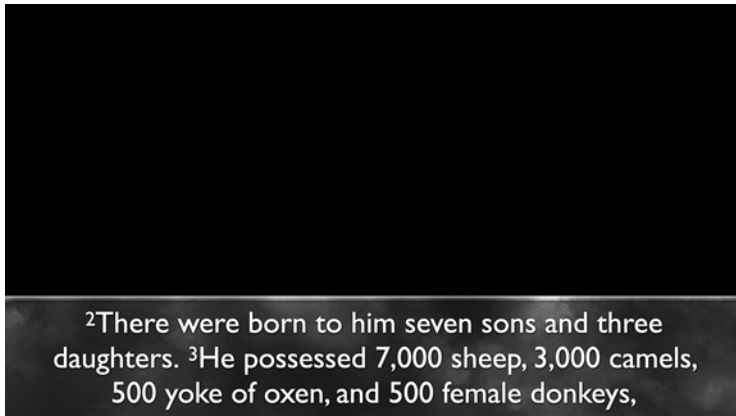 ²There were born to him seven sons and three
daughters. ³He possessed 7,000 sheep, 3,000 camels,
500 yoke of oxen, and 500 female donkeys,